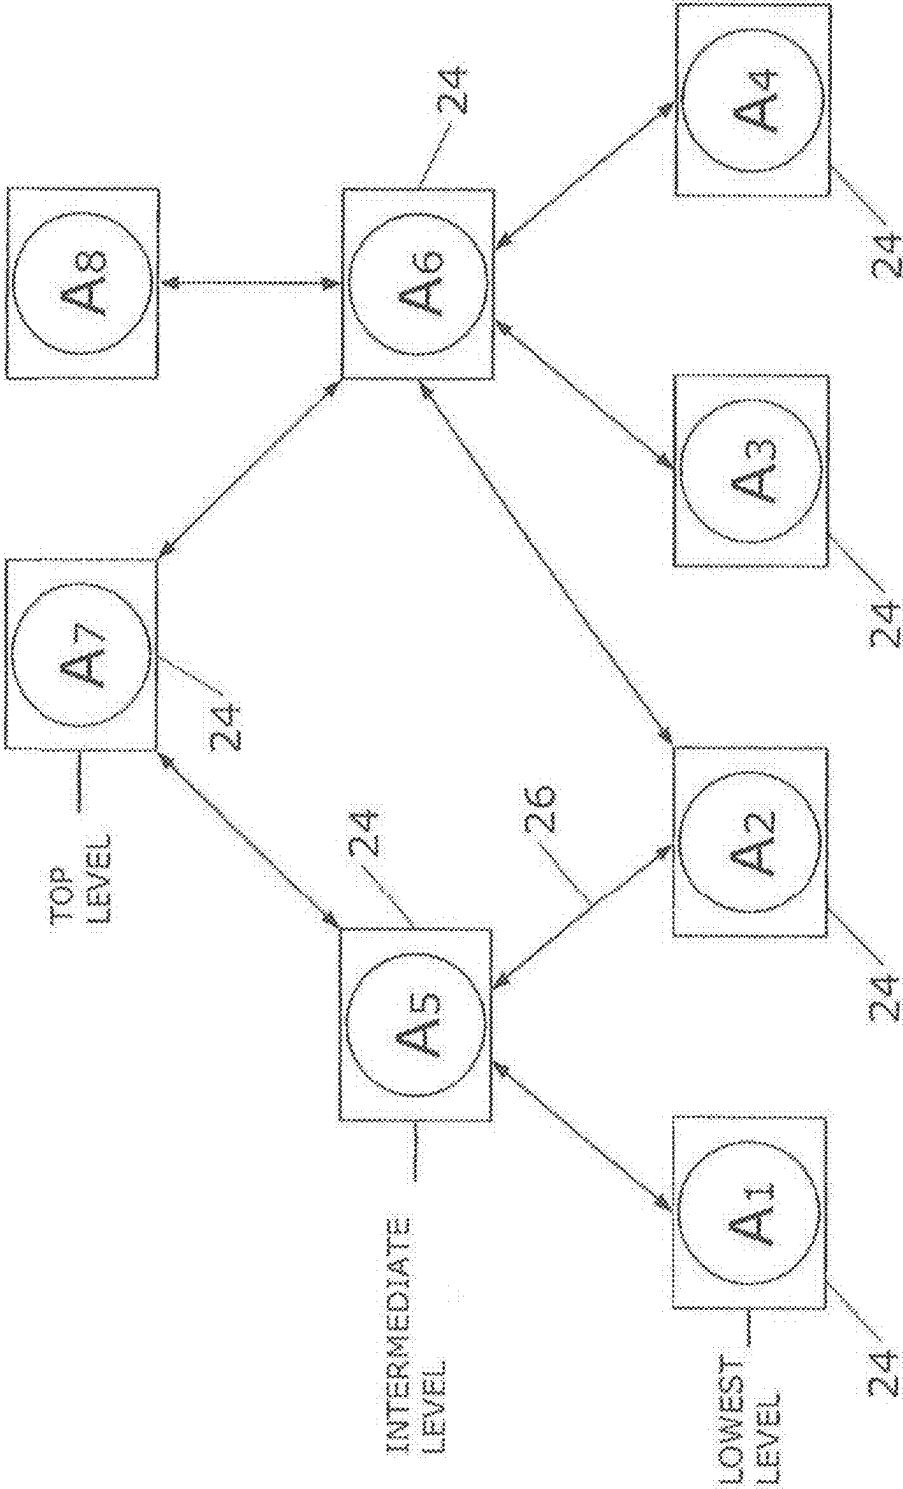 TOP
LEVEL
A7
A8
24
INTERMEDIATE
LEVEL
A5
24
A6
24
26
LOWEST
LEVEL
A1
A2
A3
A4
24
24
24
24